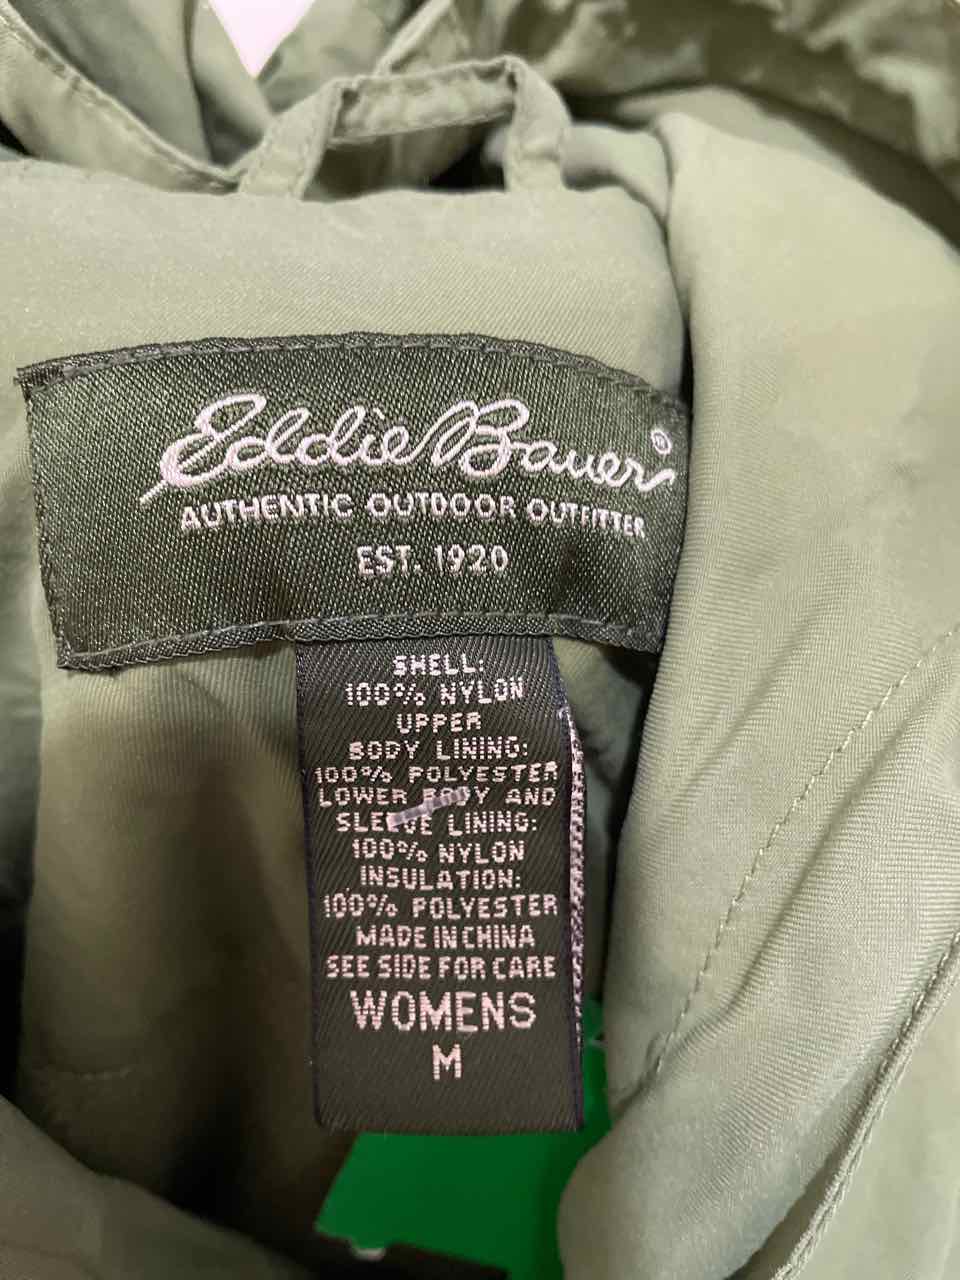 Eddie Bauer®
AUTHENTIC OUTDOOR OUTFITTER
EST. 1920
SHELL:
100% NYLON
UPPER
BODY LINING:
100% POLYESTER
LOWER BODY AND
SLEEVE LINING:
100% NYLON
INSULATION:
100% POLYESTER
MADE IN CHINA
SEE SIDE FOR CARE
WOMENS
M